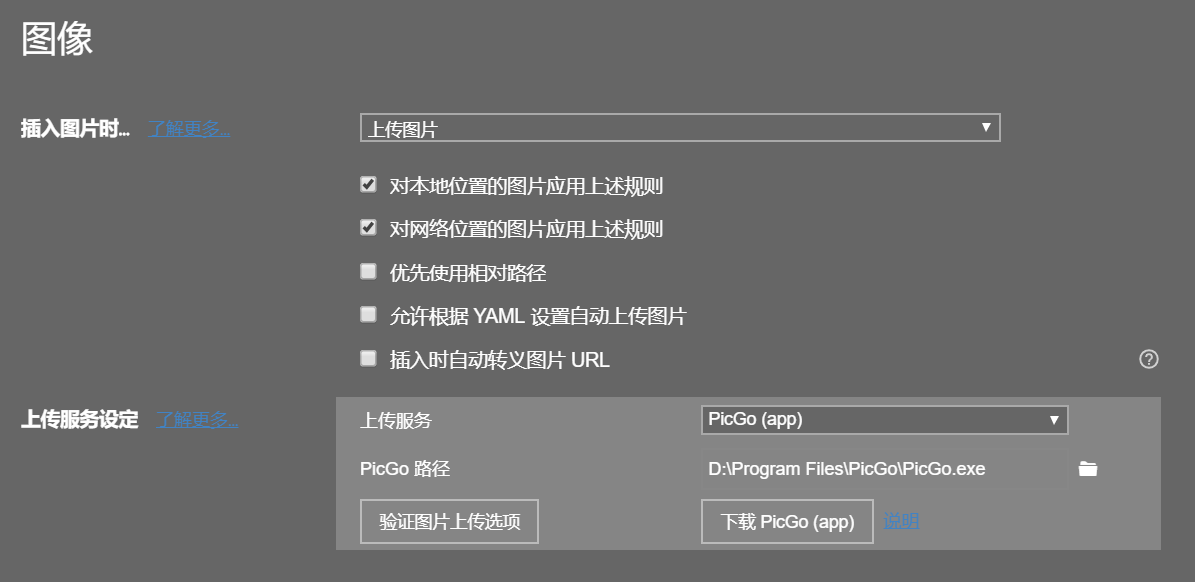 图像
插入图片时... 了解更多... 上传图片
对本地位置的图片应用上述规则
对网络位置的图片应用上述规则
优先使用相对路径
允许根据 YAML 设置自动上传图片
插入时自动转义图片 URL
上传服务设定 了解更多... 上传服务 PicGo (app)
PicGo 路径 D:\Program Files\PicGo\PicGo.exe
验证图片上传选项 下载 PicGo (app) 说明